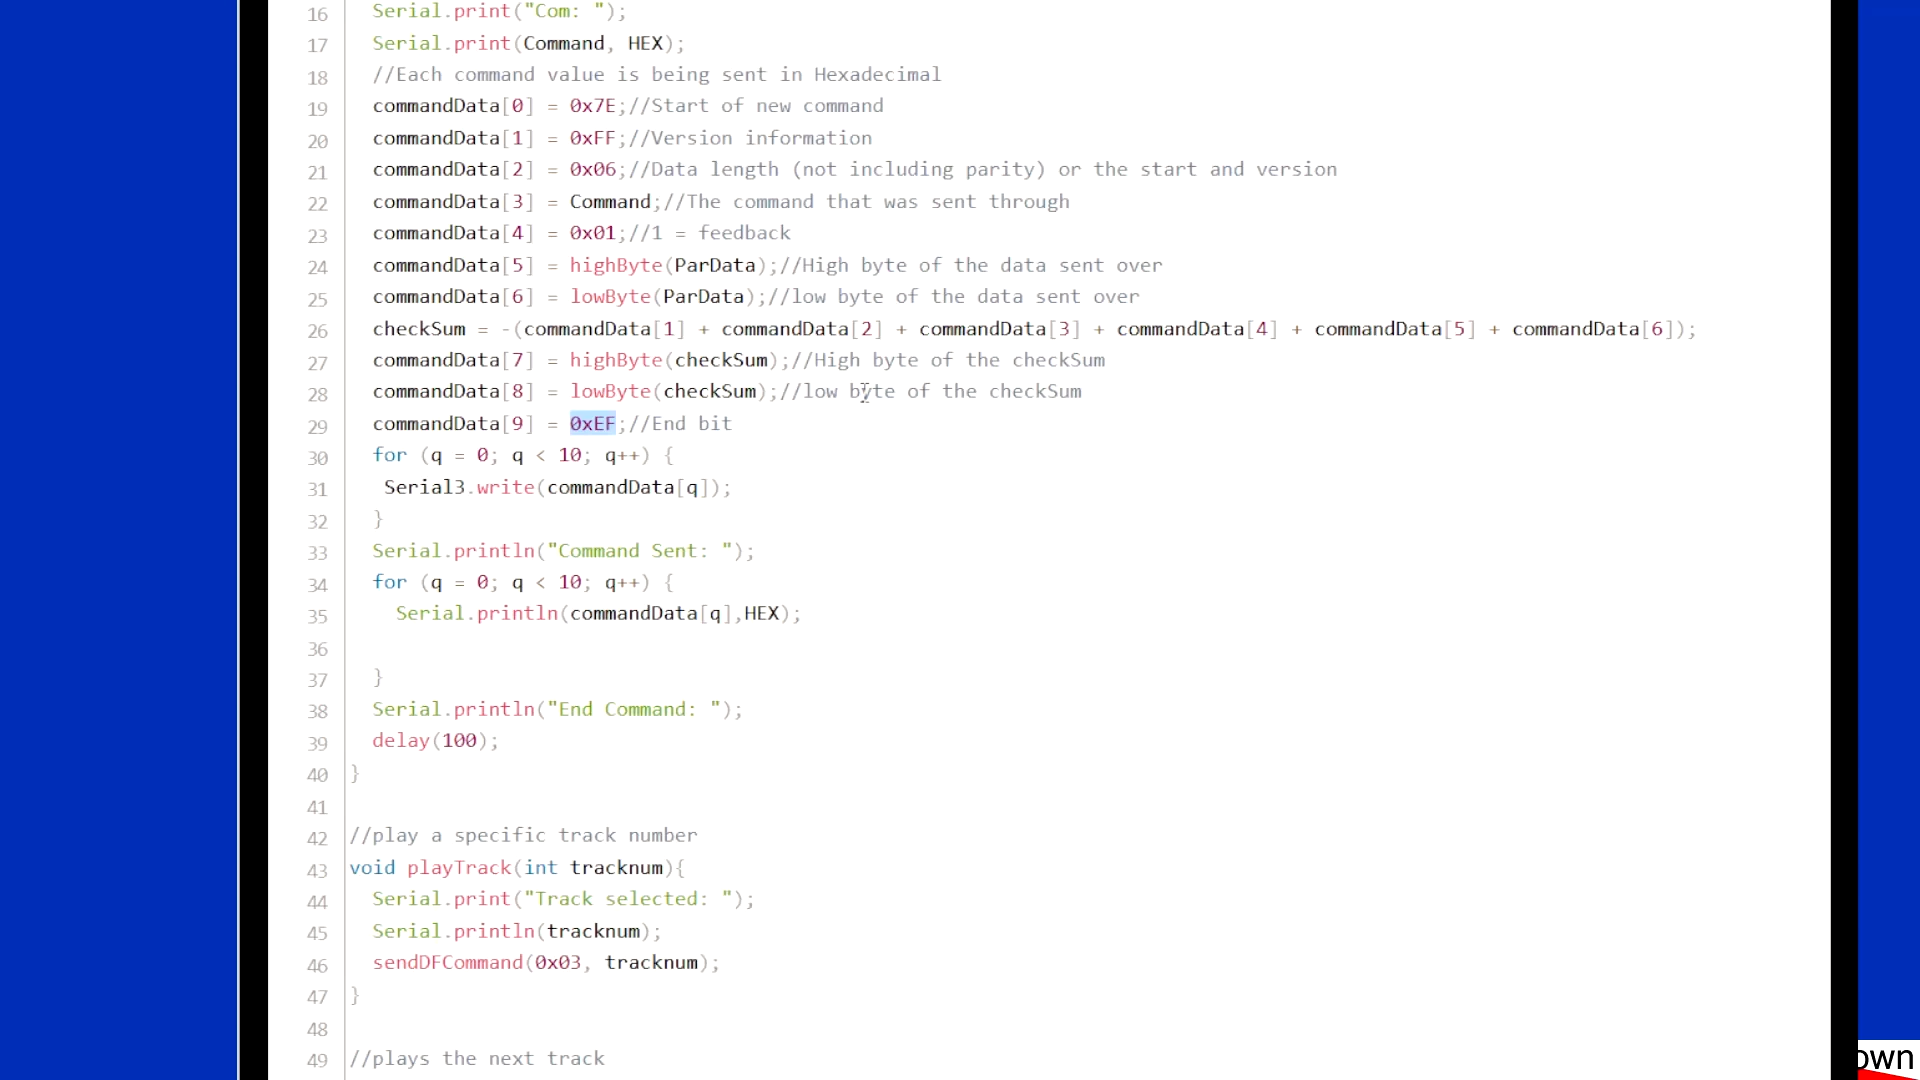 16 Serial.print("Com: ");
17 Serial.print(Command, HEX);
18 //Each command value is being sent in Hexadecimal
19 commandData[0] = 0x7E;//Start of new command
20 commandData[1] = 0xFF;//Version information
21 commandData[2] = 0x06;//Data length (not including parity) or the start and version
22 commandData[3] = Command;//The command that was sent through
23 commandData[4] = 0x01;//1 = feedback
24 commandData[5] = highByte(ParData);//High byte of the data sent over
25 commandData[6] = lowByte(ParData);//low byte of the data sent over
26 checkSum = -(commandData[1] + commandData[2] + commandData[3] + commandData[4] + commandData[5] + commandData[6]);
27 commandData[7] = highByte(checkSum);//High byte of the checkSum
28 commandData[8] = lowByte(checkSum);//low byte of the checkSum
29 commandData[9] = 0xEF;//End bit
30 for (q = 0; q < 10; q++) {
31 Serial3.write(commandData[q]);
32 }
33 Serial.println("Command Sent: ");
34 for (q = 0; q < 10; q++) {
35 Serial.println(commandData[q],HEX);
36
37 }
38 Serial.println("End Command: ");
39 delay(100);
40 }
41
42 //play a specific track number
43 void playTrack(int tracknum){
44 Serial.print("Track selected: ");
45 Serial.println(tracknum);
46 sendDFCommand(0x03, tracknum);
47 }
48
49 //plays the next track
own